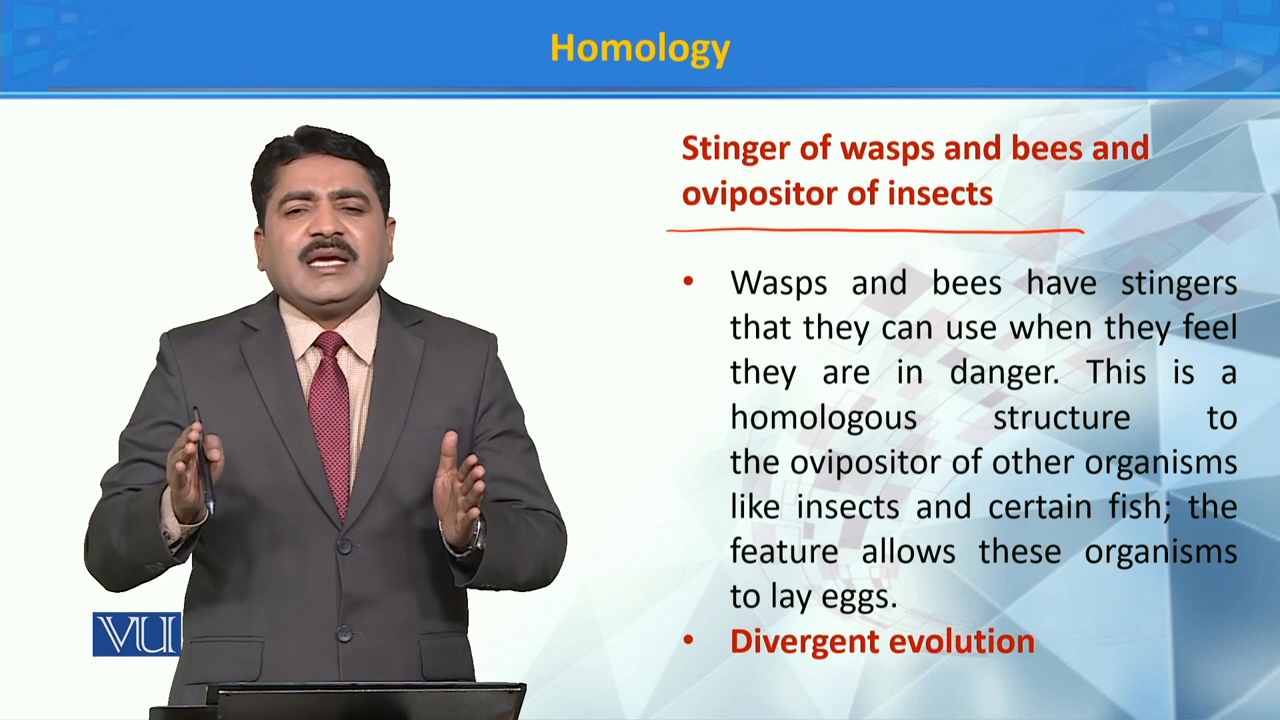 Homology
Stinger of wasps and bees and
ovipositor of insects
• Wasps and bees have stingers
that they can use when they feel
they are in danger. This is a
homologous structure to
the ovipositor of other organisms
like insects and certain fish; the
feature allows these organisms
to lay eggs.
• Divergent evolution
VU